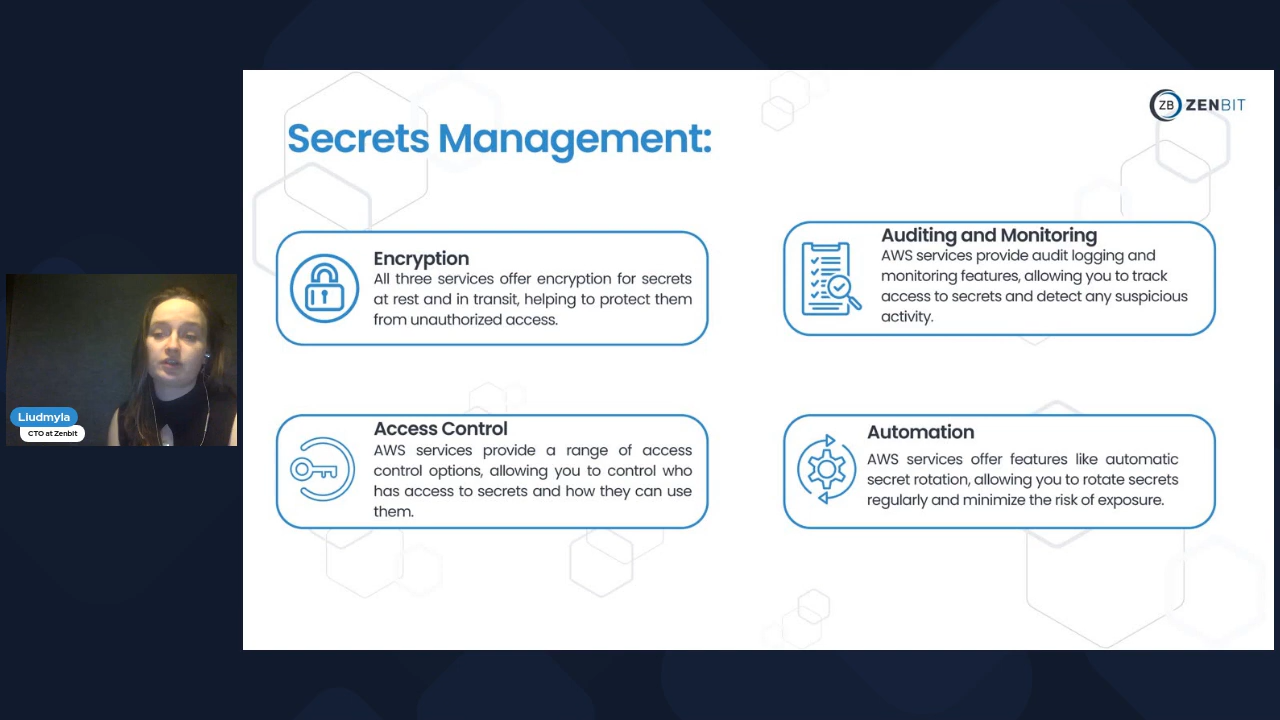 ZB ZENBIT
Secrets Management:
Encryption
All three services offer encryption for secrets
at rest and in transit, helping to protect them
from unauthorized access.
Auditing and Monitoring
AWS services provide audit logging and
monitoring features, allowing you to track
access to secrets and detect any suspicious
activity.
Access Control
AWS services provide a range of access
control options, allowing you to control who
has access to secrets and how they can use
them.
Automation
AWS services offer features like automatic
secret rotation, allowing you to rotate secrets
regularly and minimize the risk of exposure.
Liudmyla
CTO at Zenbit